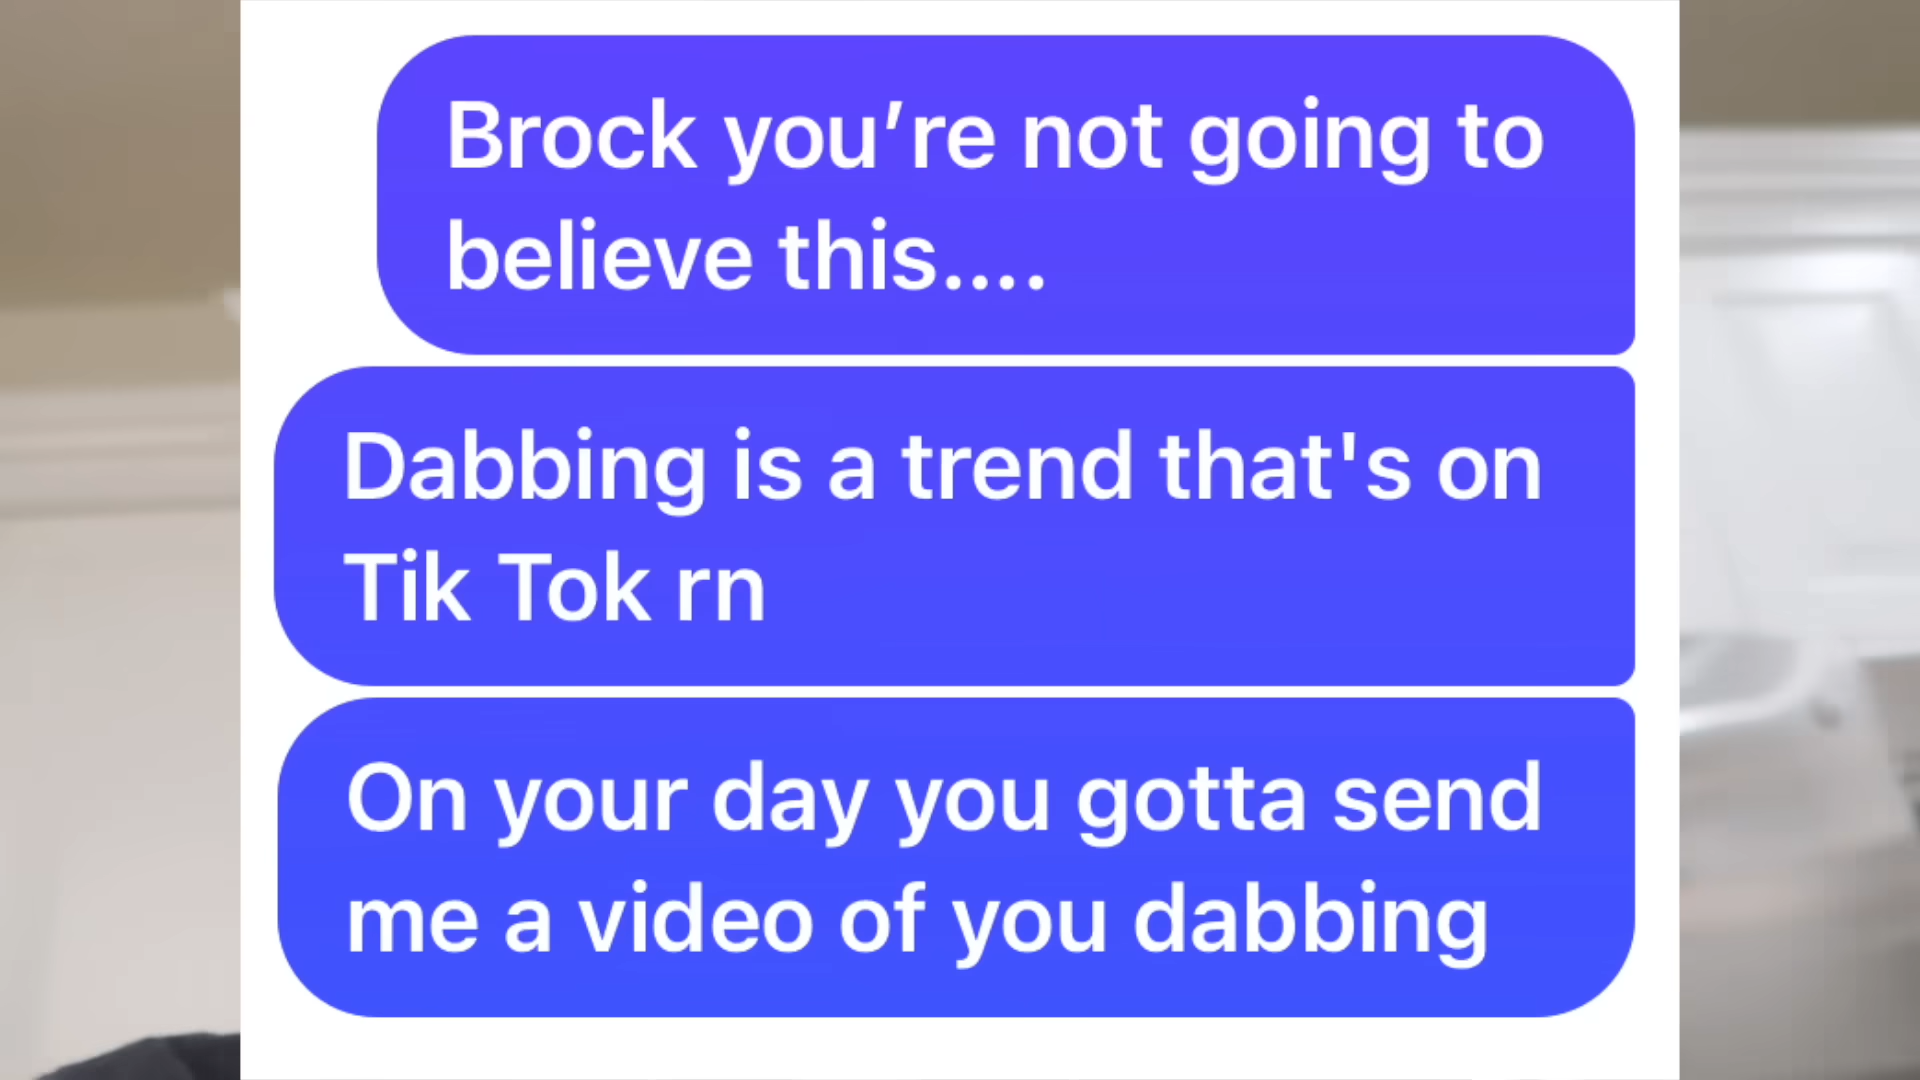 Brock you’re not going to
believe this....
Dabbing is a trend that's on
Tik Tok rn
On your day you gotta send
me a video of you dabbing